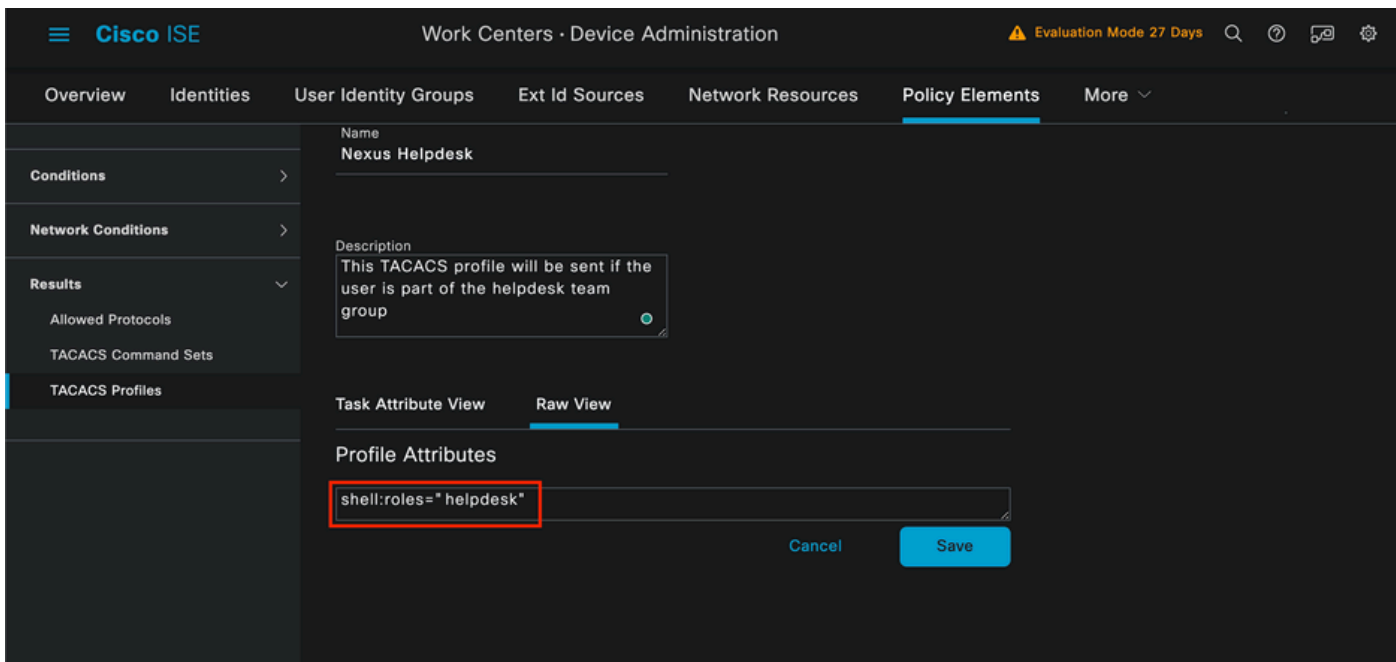 Cisco ISE
Work Centers · Device Administration
Evaluation Mode 27 Days
Overview
Identities
User Identity Groups
Ext Id Sources
Network Resources
Policy Elements
More
Conditions
Network Conditions
Results
Allowed Protocols
TACACS Command Sets
TACACS Profiles
Name
Nexus Helpdesk
Description
This TACACS profile will be sent if the
user is part of the helpdesk team
group
Task Attribute View
Raw View
Profile Attributes
shell:roles="helpdesk"
Cancel
Save